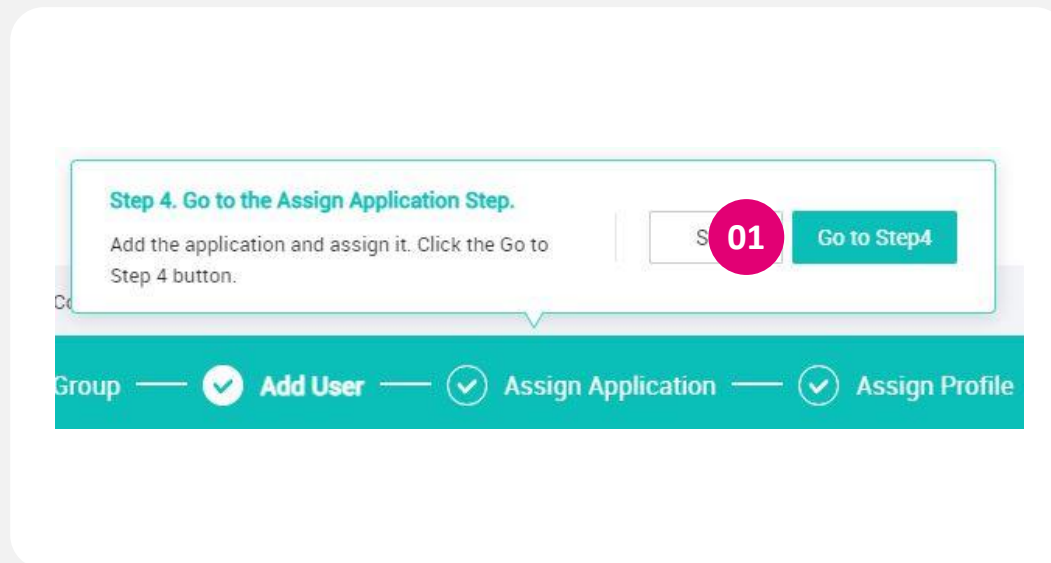 Step 4. Go to the Assign Application Step.
Add the application and assign it. Click the Go to
Step 4 button.
01
Go to Step4
Group
Add User
Assign Application
Assign Profile